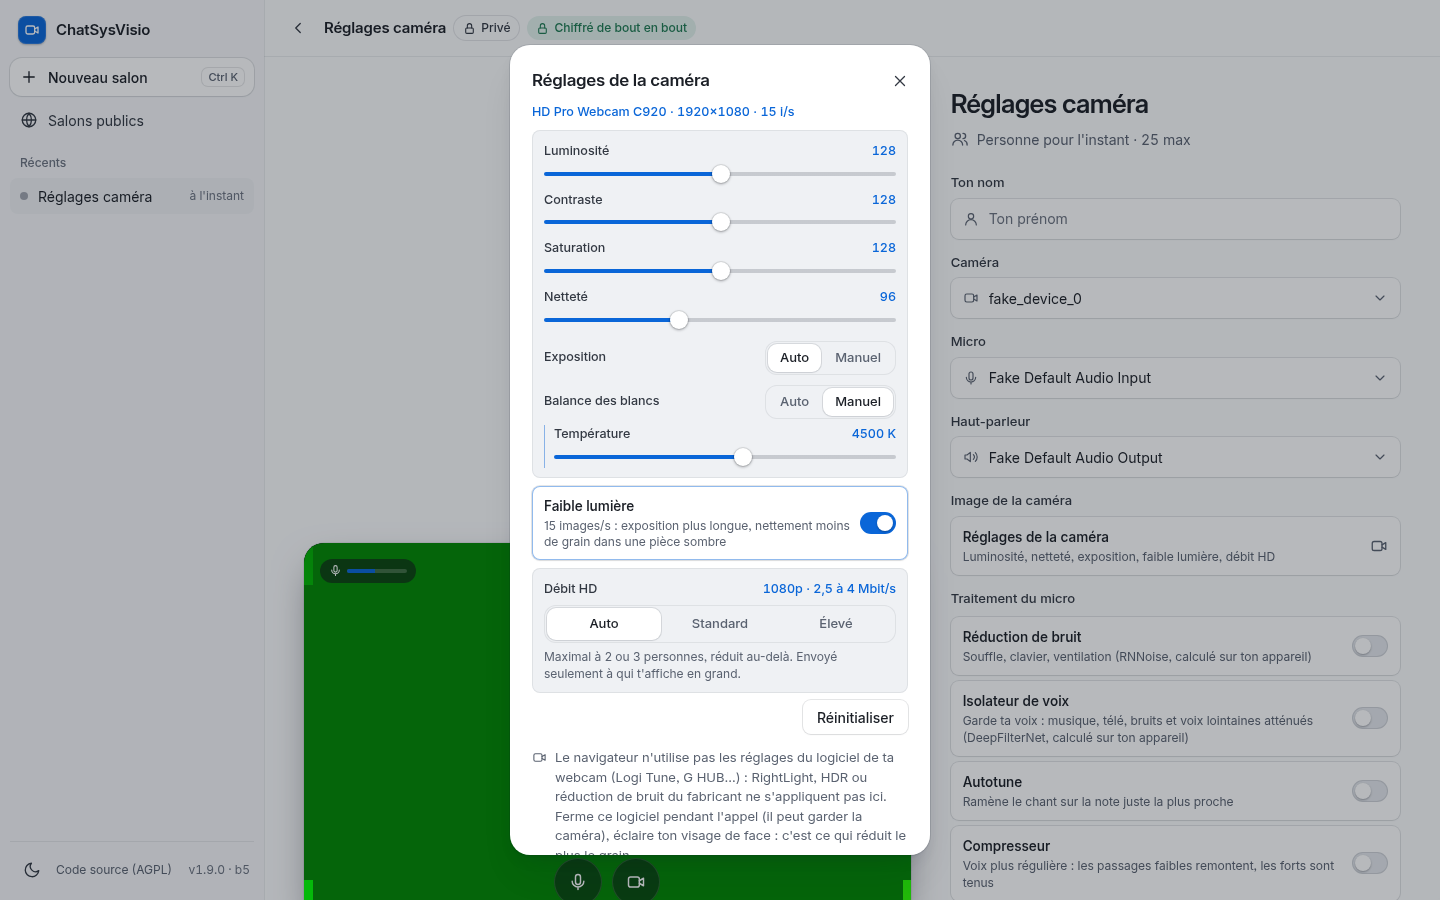 ChatSysVisio
Nouveau salon
Ctrl K
Salons publics
Récents
Réglages caméra
à l'instant
Code source (AGPL)
v1.9.0 · b5
Réglages caméra
Privé
Chiffré de bout en bout
Réglages de la caméra
HD Pro Webcam C920 · 1920×1080 · 15 i/s
Luminosité
128
Contraste
128
Saturation
128
Netteté
96
Exposition
Auto
Manuel
Balance des blancs
Auto
Manuel
Température
4500 K
Faible lumière
15 images/s : exposition plus longue, nettement moins
de grain dans une pièce sombre
Débit HD
1080p · 2,5 à 4 Mbit/s
Auto
Standard
Élevé
Maximal à 2 ou 3 personnes, réduit au-delà. Envoyé
seulement à qui t'affiche en grand.
Réinitialiser
Le navigateur n'utilise pas les réglages du logiciel de ta
webcam (Logi Tune, G HUB…) : RightLight, HDR ou
réduction de bruit du fabricant ne s'appliquent pas ici.
Ferme ce logiciel pendant l'appel (il peut garder la
caméra), éclaire ton visage de face : c'est ce qui réduit le
plus le grain.
Réglages caméra
Personne pour l'instant · 25 max
Ton nom
Ton prénom
Caméra
fake_device_0
Micro
Fake Default Audio Input
Haut-parleur
Fake Default Audio Output
Image de la caméra
Réglages de la caméra
Luminosité, netteté, exposition, faible lumière, débit HD
Traitement du micro
Réduction de bruit
Souffle, clavier, ventilation (RNNoise, calculé sur ton appareil)
Isolateur de voix
Garde ta voix : musique, télé, bruits et voix lointaines atténués
(DeepFilterNet, calculé sur ton appareil)
Autotune
Ramène le chant sur la note juste la plus proche
Compresseur
Voix plus régulière : les passages faibles remontent, les forts sont
tenus